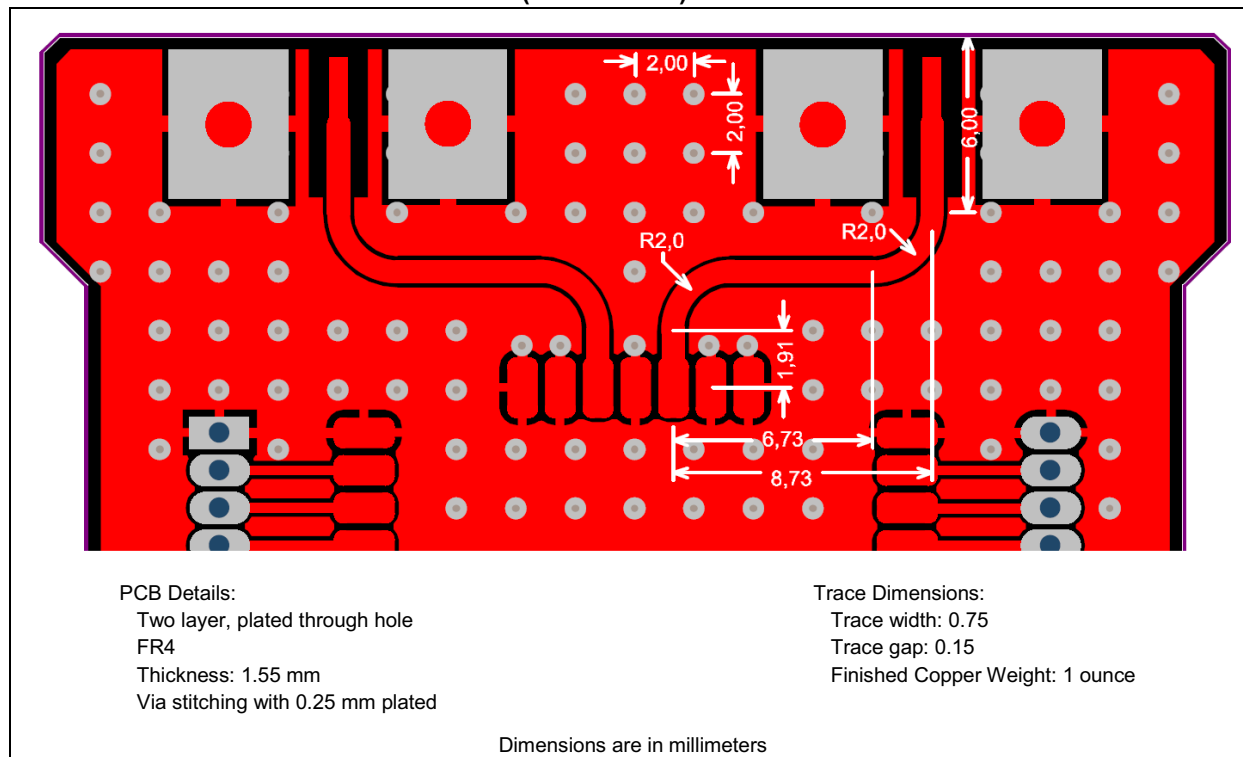 2,00
2,00
6,00
R2,0
R2,0
1,91
6,73
8,73
PCB Details:
Two layer, plated through hole
FR4
Thickness: 1.55 mm
Via stitching with 0.25 mm plated
Trace Dimensions:
Trace width: 0.75
Trace gap: 0.15
Finished Copper Weight: 1 ounce
Dimensions are in millimeters